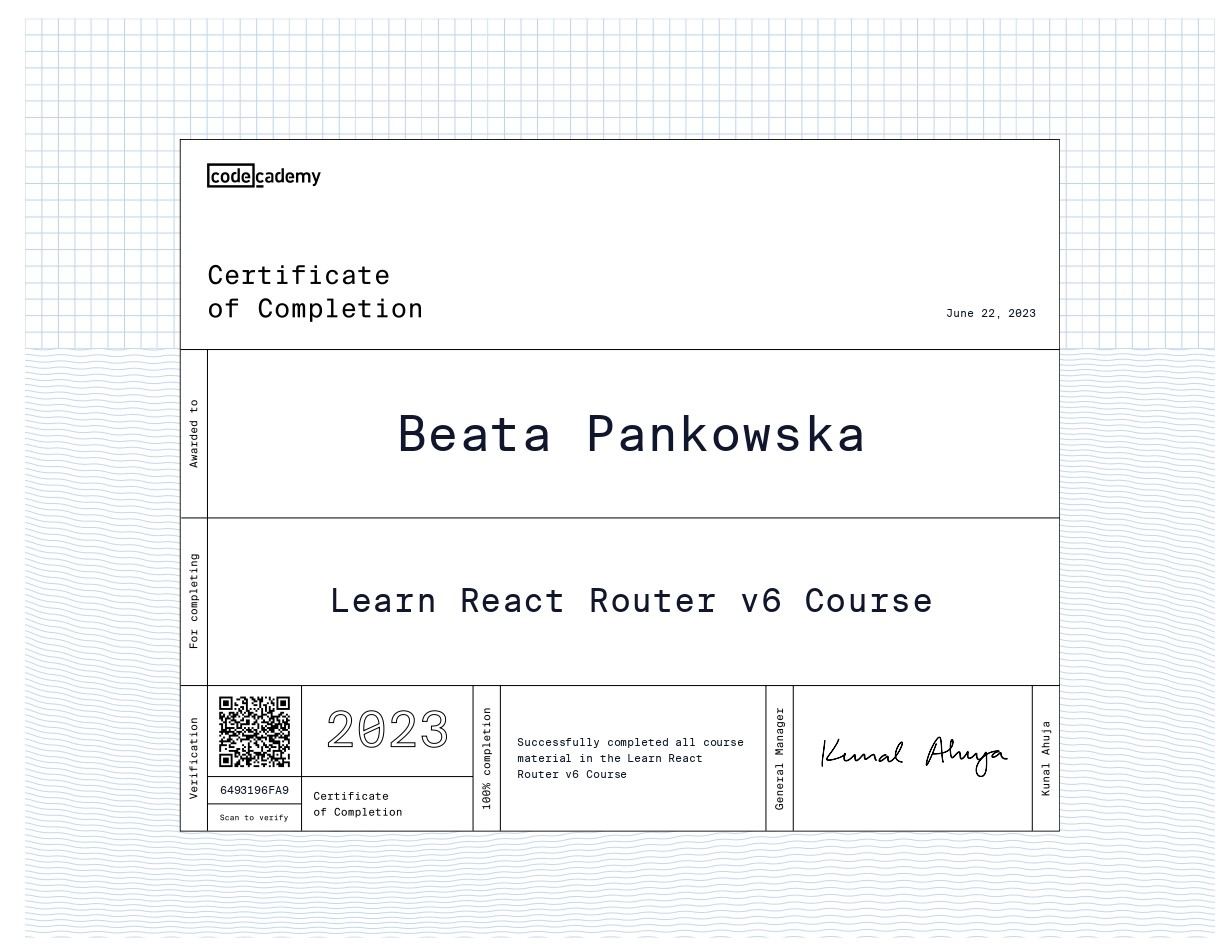 codecademy
Certificate
of Completion
June 22, 2023
Awarded to
Beata Pankowska
For completing
Learn React Router v6 Course
Verification
6493196FA9
Scan to verify
2023
Certificate
of Completion
100% completion
Successfully completed all course
material in the Learn React
Router v6 Course
General Manager
Kunal Ahuja
Kunal Ahuja